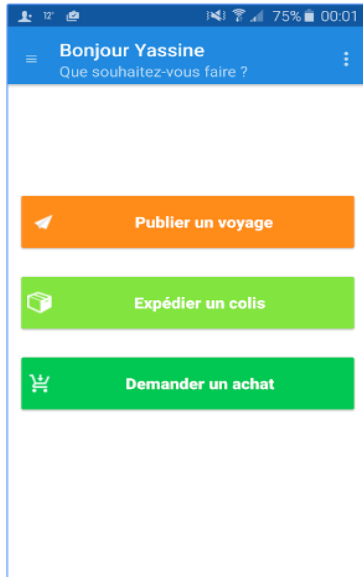 12° 75% 00:01
Bonjour Yassine
Que souhaitez-vous faire ?
Publier un voyage
Expédier un colis
Demander un achat